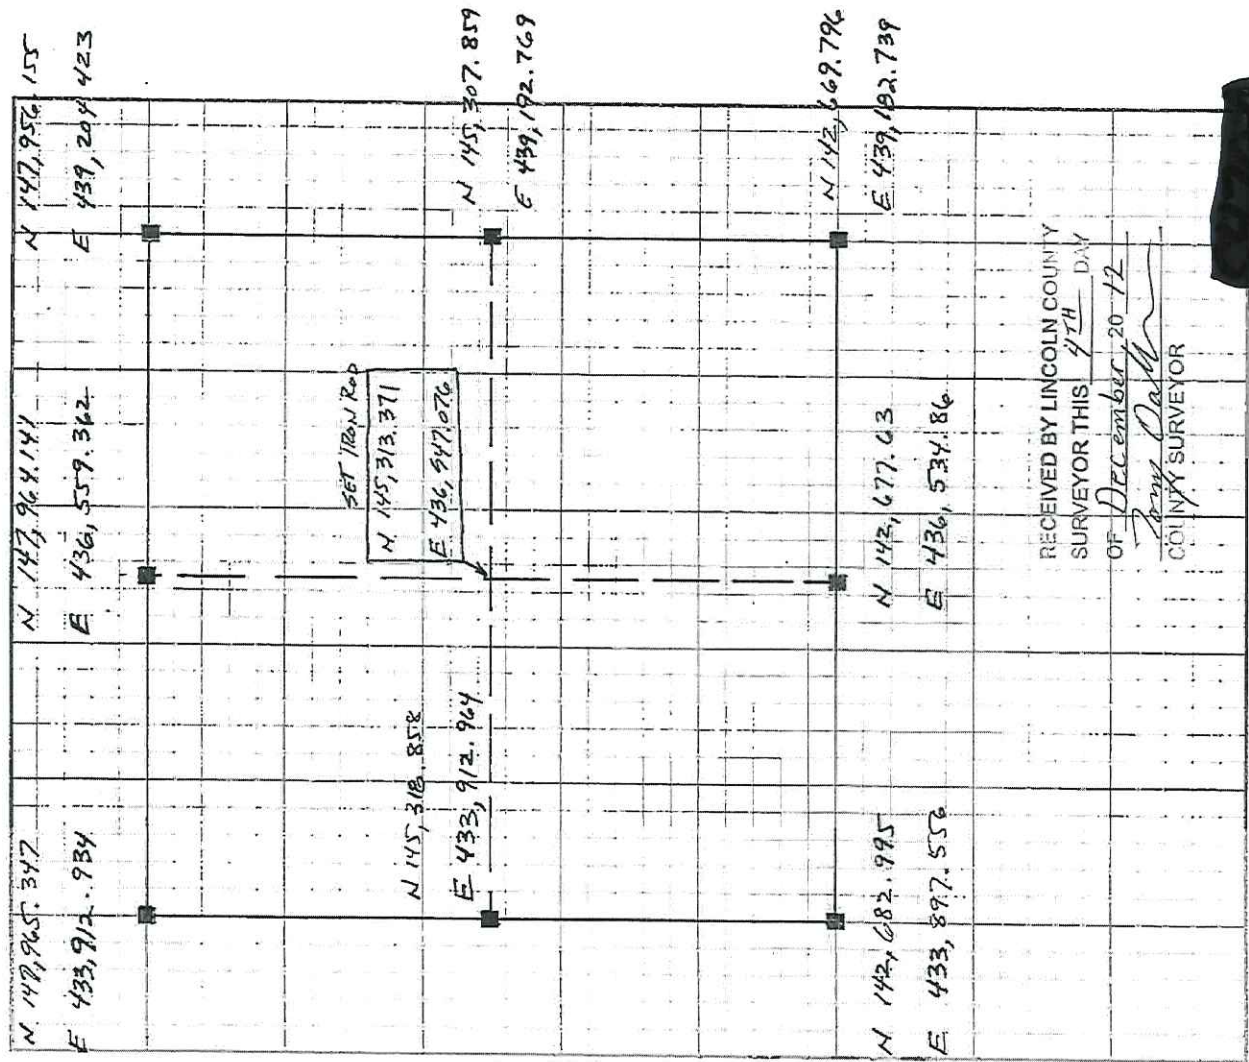 N 147,965.347
E 433,912.934
N 147,964.141
E 436,559.362
N 147,956.155
E 439,204.423
SET IRON ROD
N 145,313.371
E 436,547.076
N 145,318.858
E 433,912.964
N 145,307.859
E 439,192.769
N 142,682.995
E 433,897.556
N 142,677.63
E 436,534.86
N 142,669.796
E 439,182.739
RECEIVED BY LINCOLN COUNTY
SURVEYOR THIS 4TH DAY
OF December, 2012
COUNTY SURVEYOR